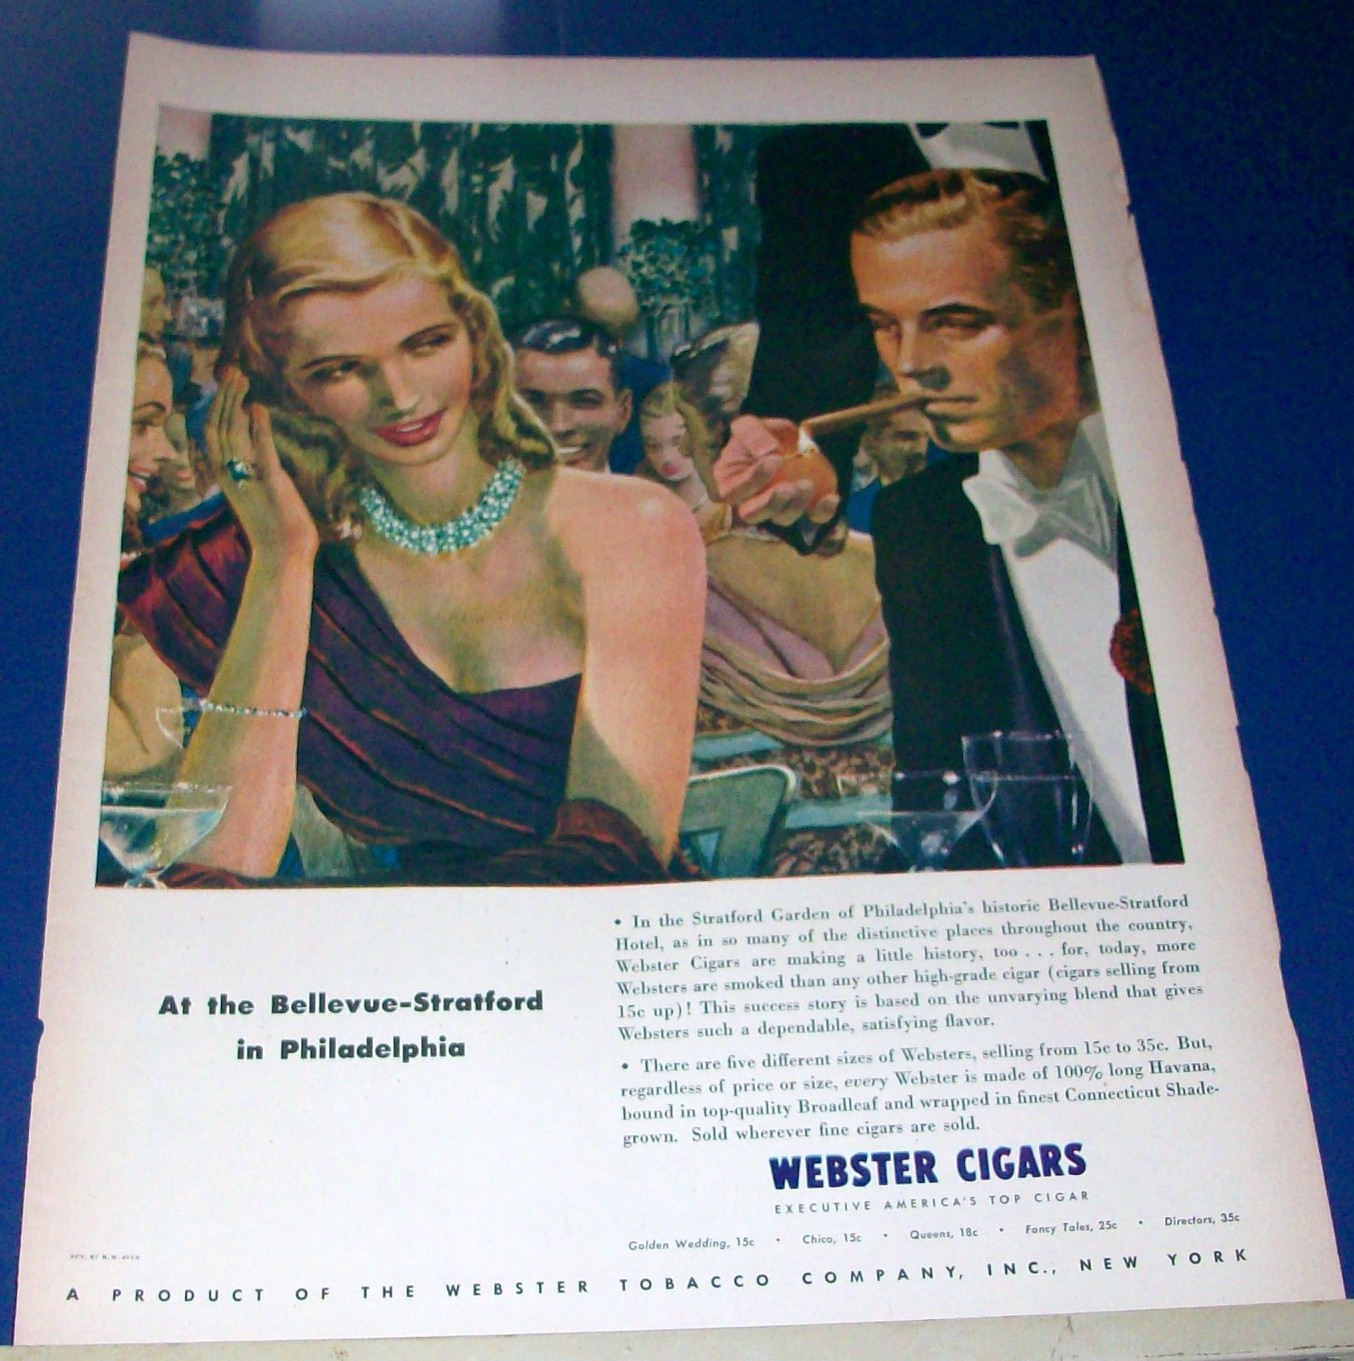 At the Bellevue-Stratford
in Philadelphia
• In the Stratford Garden of Philadelphia's historic Bellevue-Stratford
Hotel, as in so many of the distinctive places throughout the country,
Webster Cigars are making a little history, too . . . for, today, more
Websters are smoked than any other high-grade cigar (cigars selling from
15c up)! This success story is based on the unvarying blend that gives
Websters such a dependable, satisfying flavor.
• There are five different sizes of Websters, selling from 15c to 35c. But,
regardless of price or size, every Webster is made of 100% long Havana,
bound in top-quality Broadleaf and wrapped in finest Connecticut Shade-
grown. Sold wherever fine cigars are sold.
WEBSTER CIGARS
EXECUTIVE AMERICA'S TOP CIGAR
Golden Wedding, 15c • Chico, 15c • Queens, 18c • Fancy Tales, 25c • Directors, 35c
A PRODUCT OF THE WEBSTER TOBACCO COMPANY, INC., NEW YORK